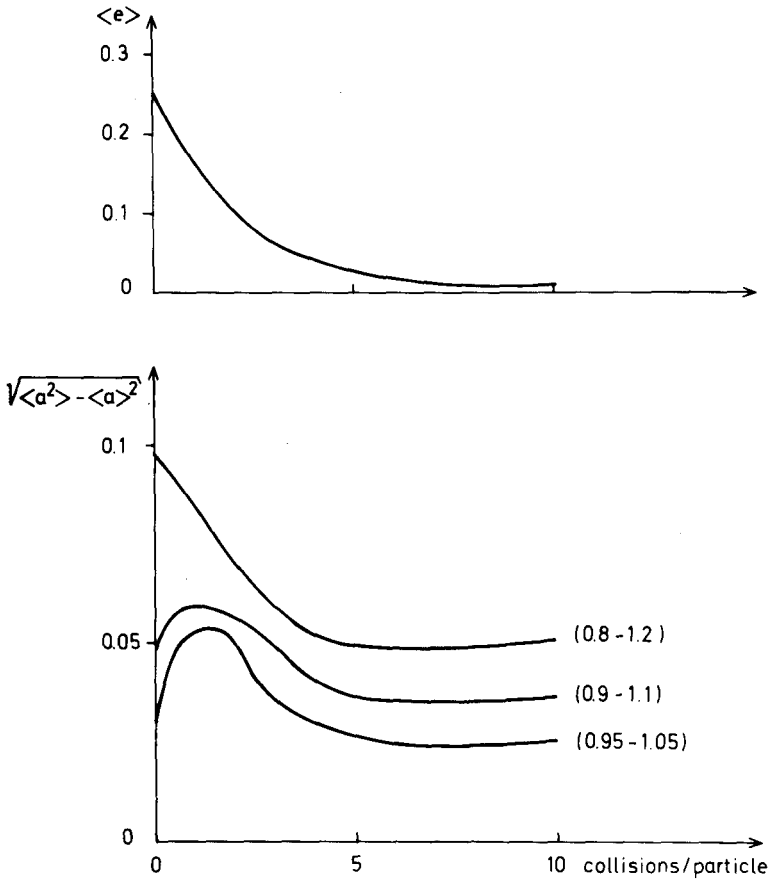 <e>
0.3
0.2
0.1
0
√<a²> - <a>²
0.1
0.05
0
(0.8 - 1.2)
(0.9 - 1.1)
(0.95 - 1.05)
0 5 10 collisions/particle